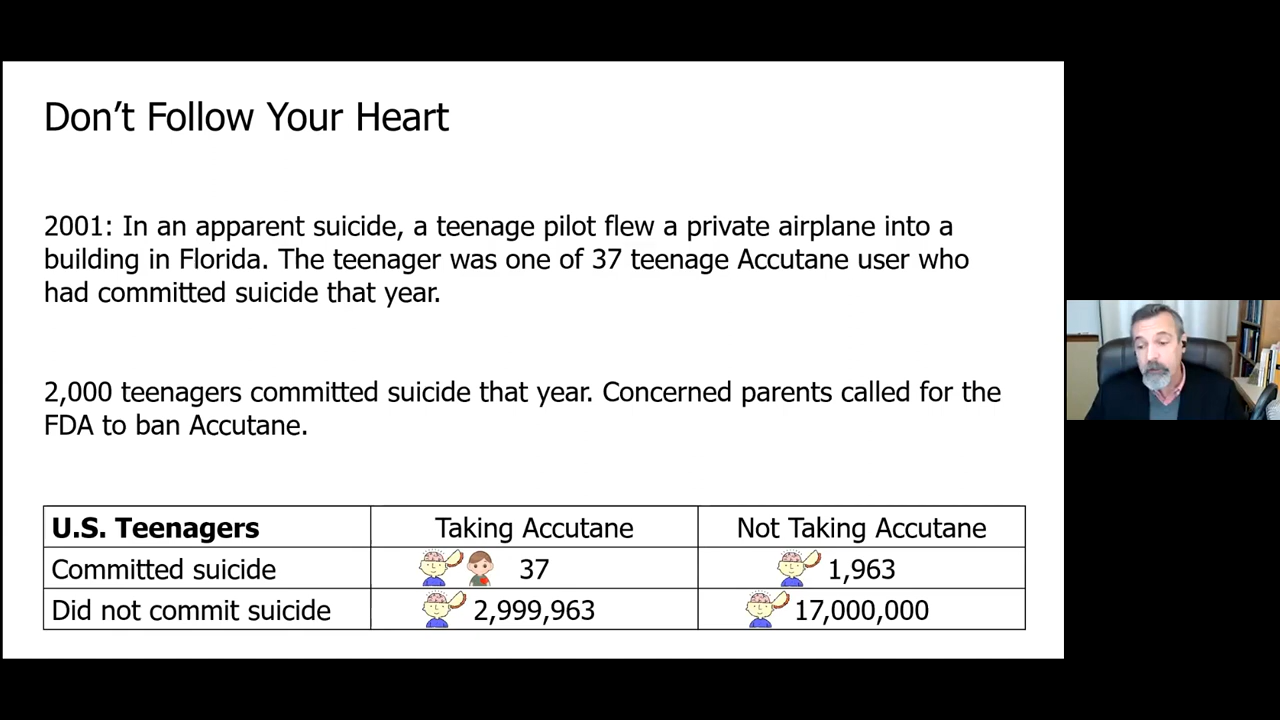 Don't Follow Your Heart
2001: In an apparent suicide, a teenage pilot flew a private airplane into a
building in Florida. The teenager was one of 37 teenage Accutane user who
had committed suicide that year.
2,000 teenagers committed suicide that year. Concerned parents called for the
FDA to ban Accutane.
U.S. Teenagers Taking Accutane Not Taking Accutane
Committed suicide 37 1,963
Did not commit suicide 2,999,963 17,000,000